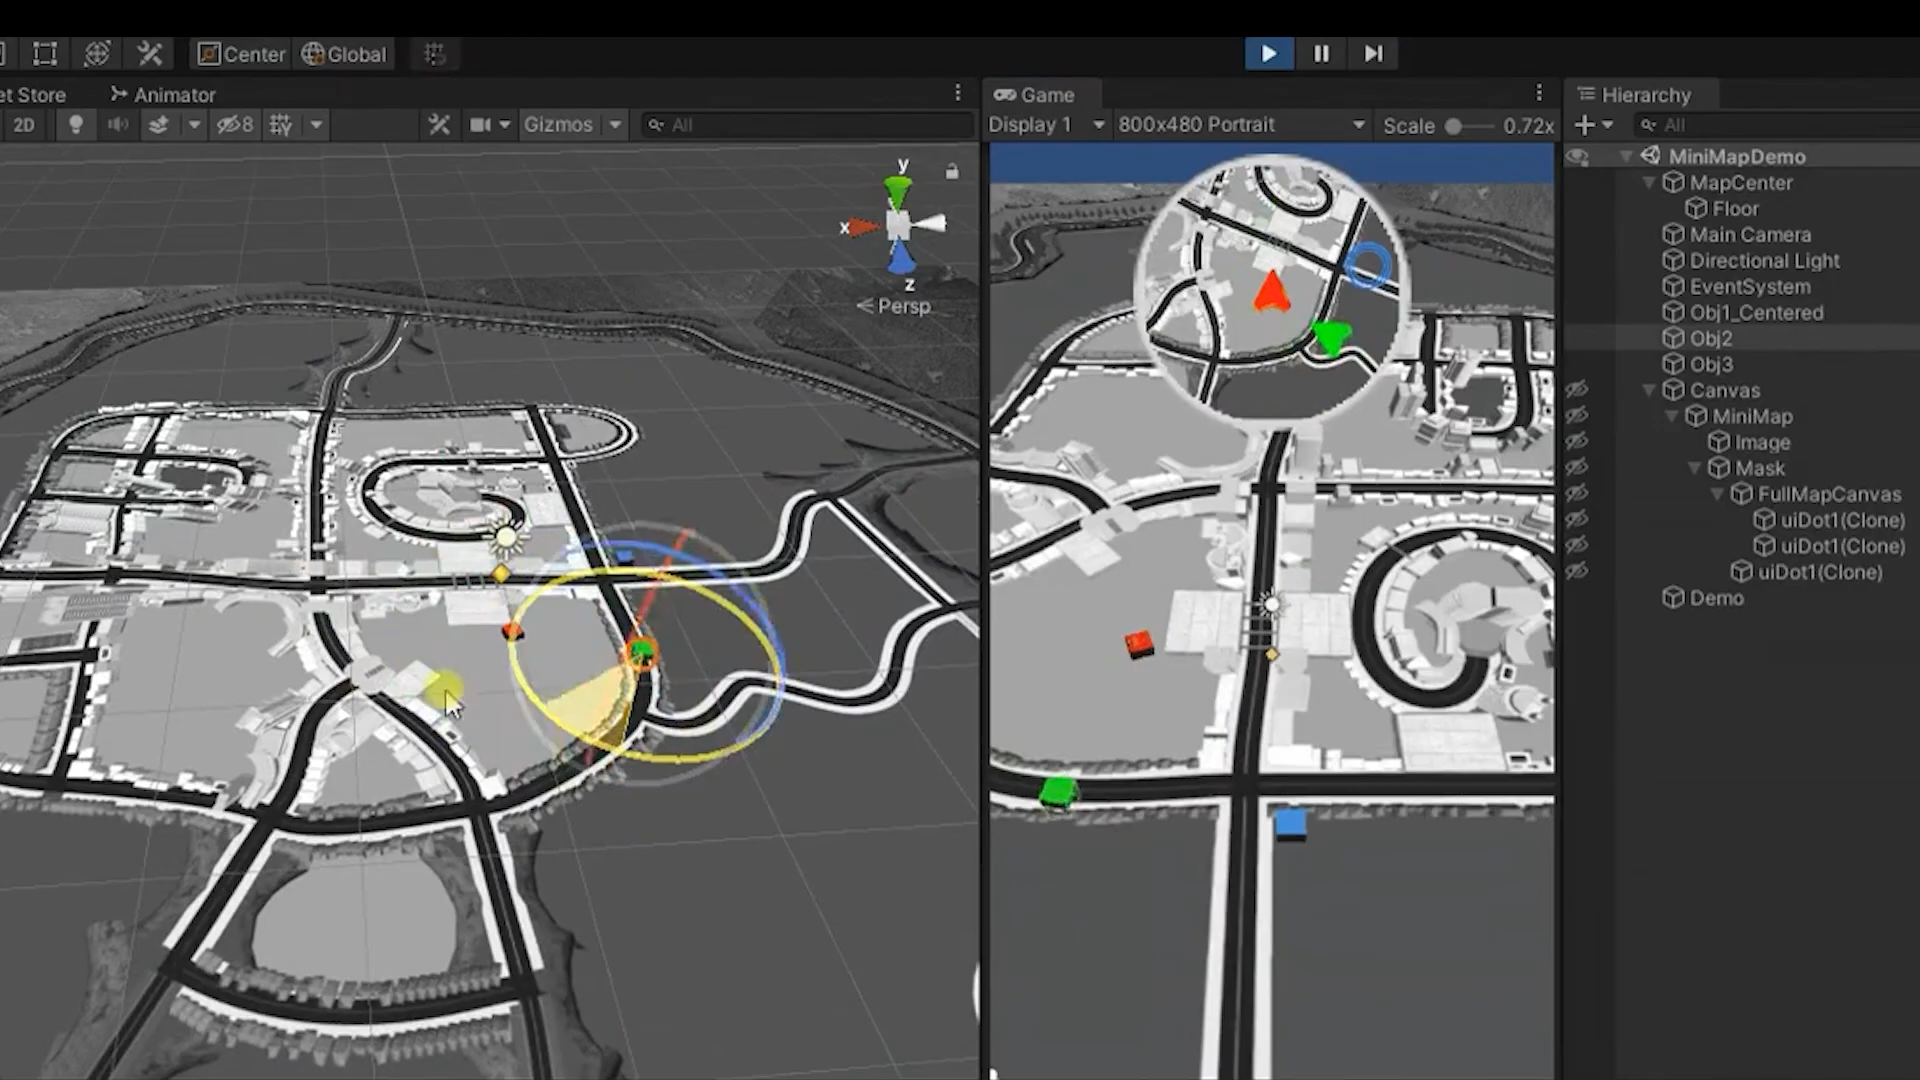 Center
Global
et Store
Animator
2D
8
Gizmos
All
y
x
z
Persp
Game
Display 1
800x480 Portrait
Scale
0.72x
Hierarchy
All
MiniMapDemo
MapCenter
Floor
Main Camera
Directional Light
EventSystem
Obj1_Centered
Obj2
Obj3
Canvas
MiniMap
Image
Mask
FullMapCanvas
uiDot1(Clone)
uiDot1(Clone)
uiDot1(Clone)
Demo